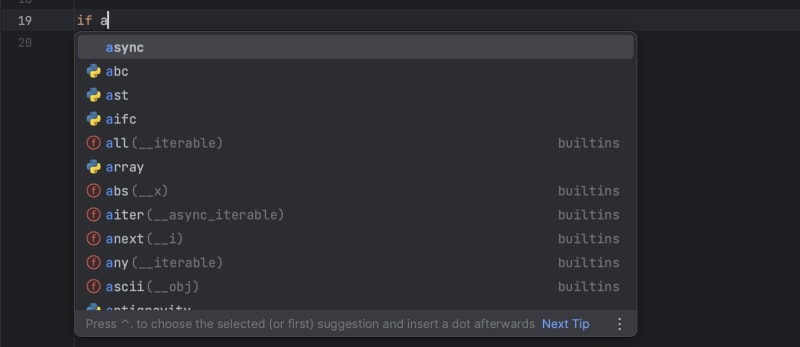 19 if a
20
async
abc
ast
aifc
all(__iterable) builtins
array
abs(__x) builtins
aiter(__async_iterable) builtins
anext(__i) builtins
any(__iterable) builtins
ascii(__obj) builtins
antigravity
Press ^. to choose the selected (or first) suggestion and insert a dot afterwards Next Tip